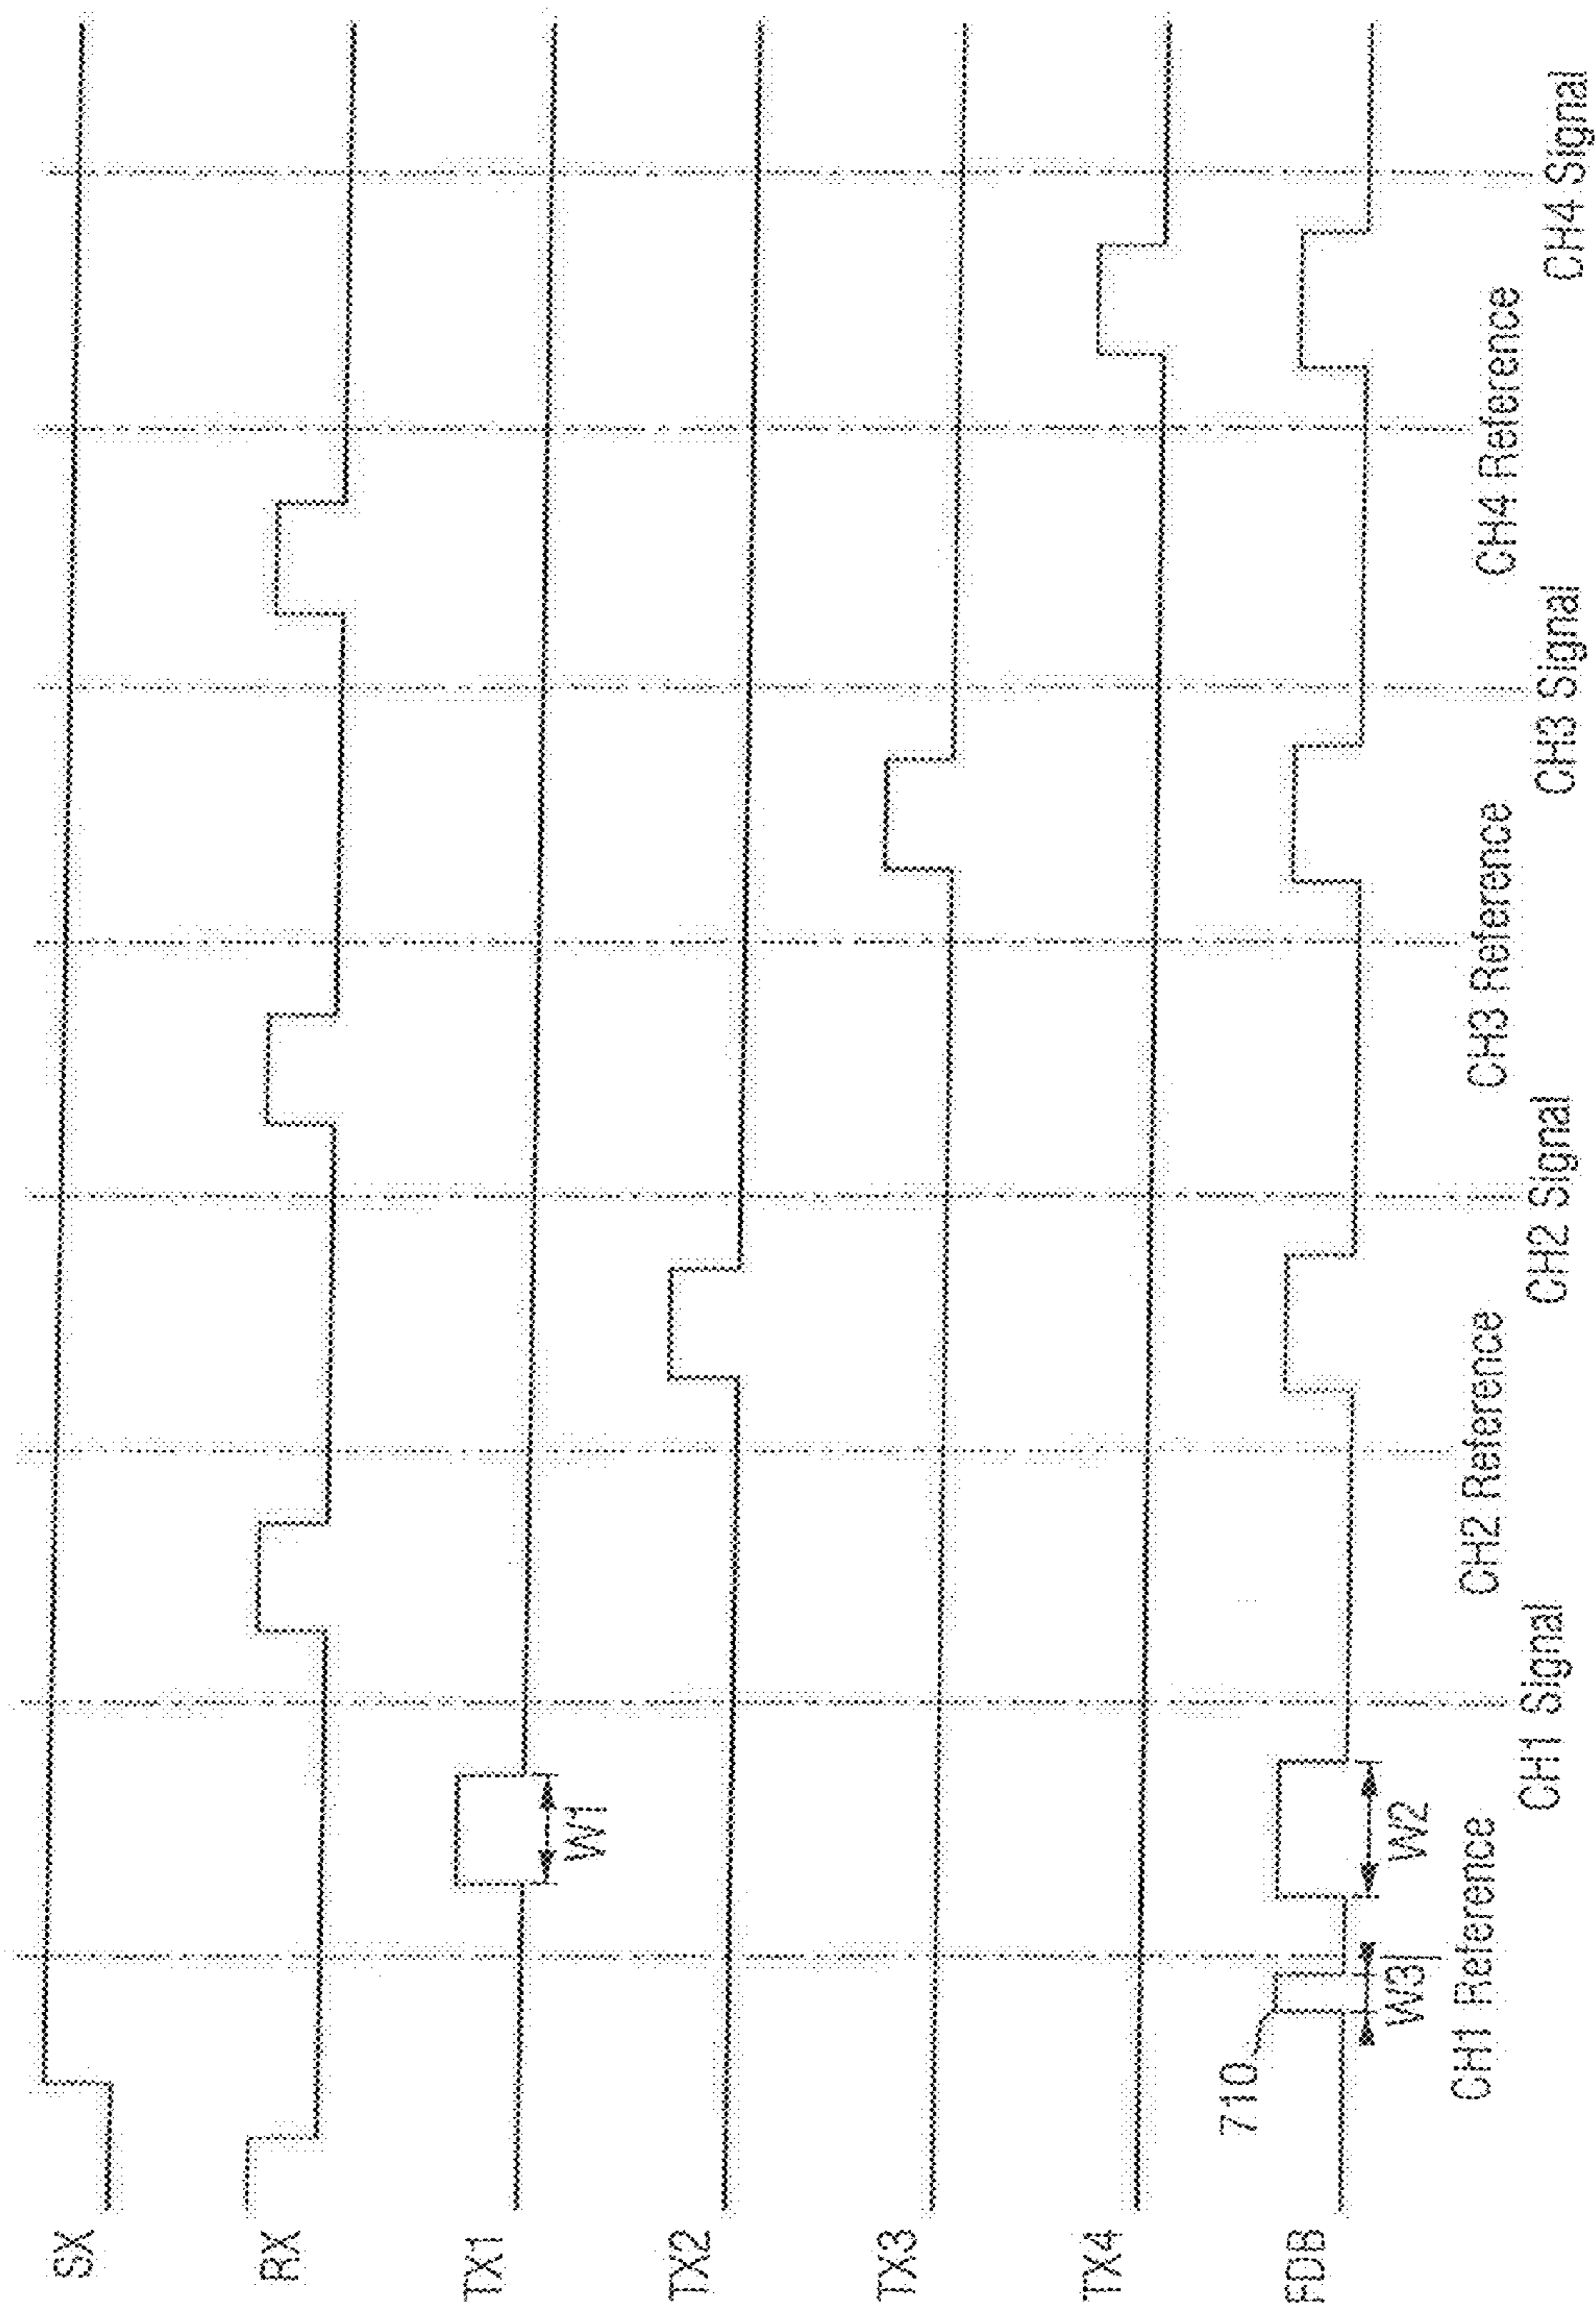 SX
RX
TX1
W1
TX2
TX3
TX4
FDB
710
W3
W2
CH1 Reference
CH1 Signal
CH2 Reference
CH2 Signal
CH3 Reference
CH3 Signal
CH4 Reference
CH4 Signal